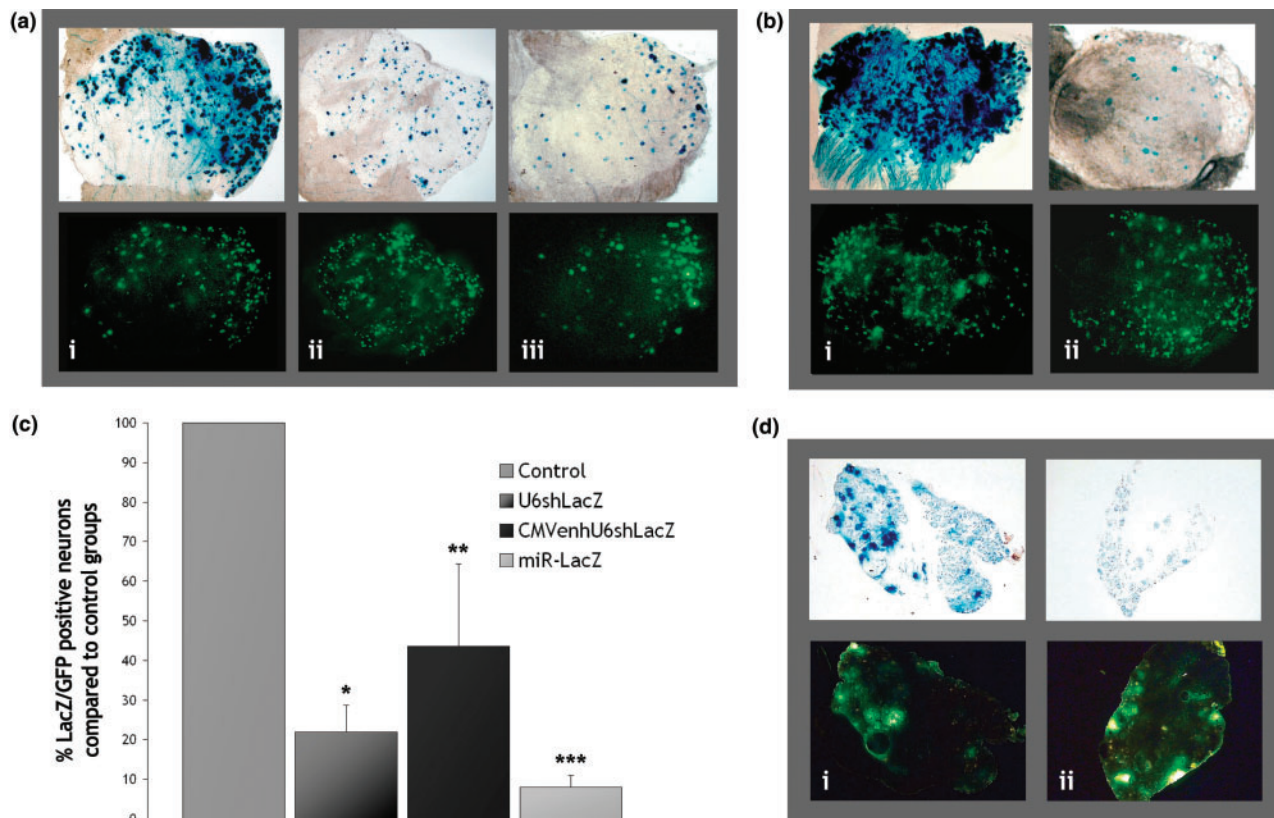 (a)
i
ii
iii
(b)
i
ii
(c)
% LacZ/GFP positive neurons
compared to control groups
100
90
80
70
60
50
40
30
20
10
0
*
**
***
Control
U6shLacZ
CMVenhU6shLacZ
miR-LacZ
(d)
i
ii